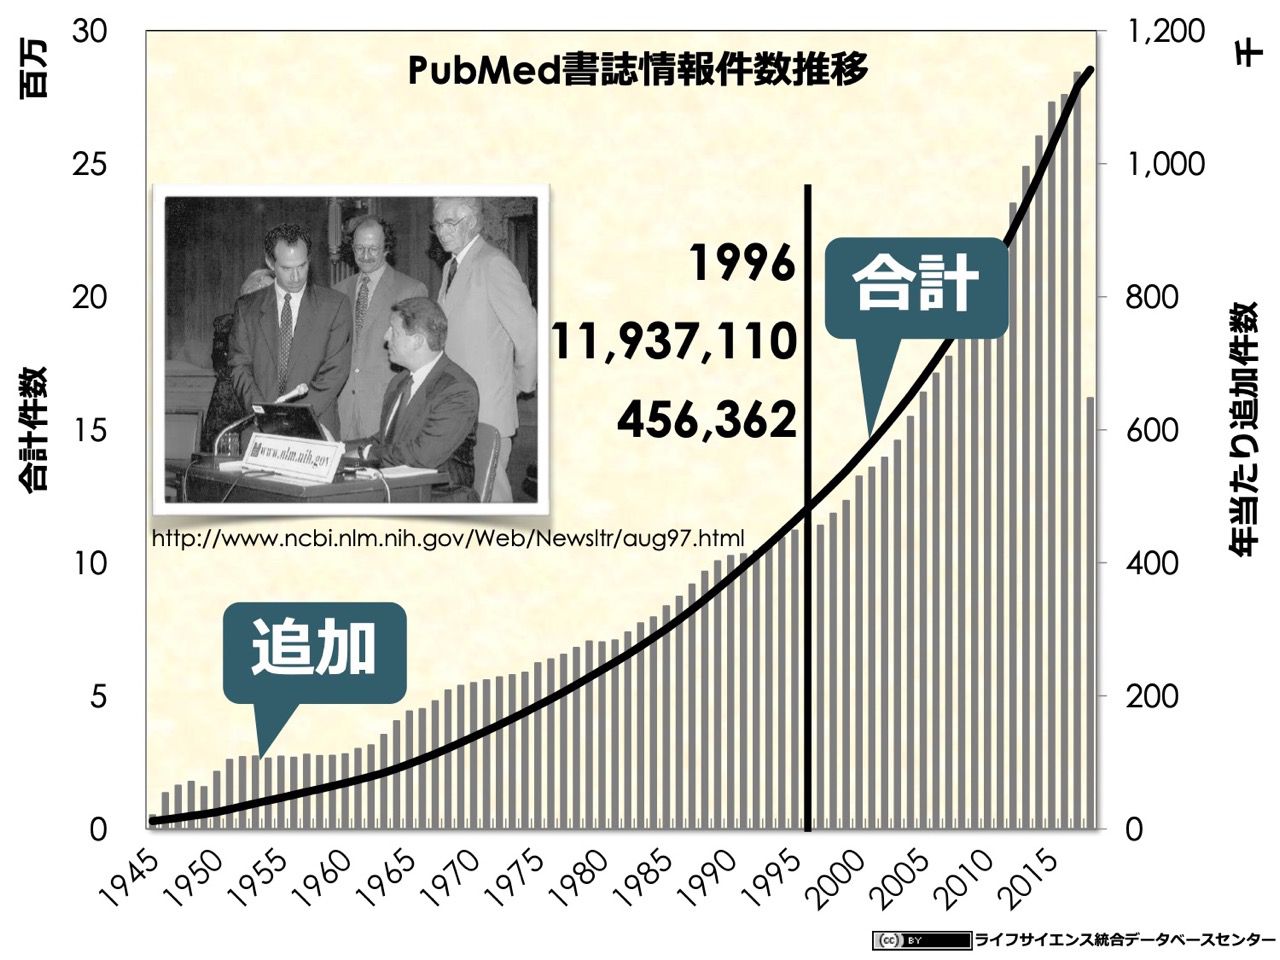 PubMed書誌情報件数推移
百万
千
30
25
20
15
10
5
0
合計件数
1,200
1,000
800
600
400
200
0
年当たり追加件数
1996
11,937,110
456,362
合計
www.nlm.nih.gov
http://www.ncbi.nlm.nih.gov/Web/Newsltr/aug97.html
追加
1945
1950
1955
1960
1965
1970
1975
1980
1985
1990
1995
2000
2005
2010
2015
cc BY
ライフサイエンス統合データベースセンター